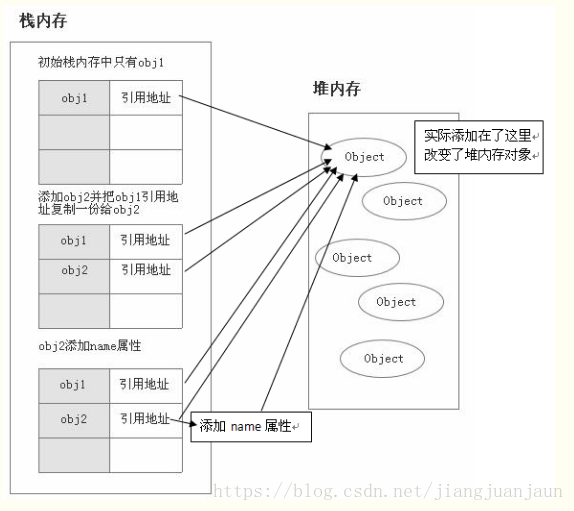 栈内存
初始栈内存中只有obj1
obj1 引用地址
添加obj2并把obj1引用地
址复制一份给obj2
obj1 引用地址
obj2 引用地址
obj2添加name属性
obj1 引用地址
obj2 引用地址
添加 name 属性
堆内存
Object
实际添加在了这里
改变了堆内存对象
Object
Object
Object
Object
https://blog.csdn.net/jiangjuanjaun